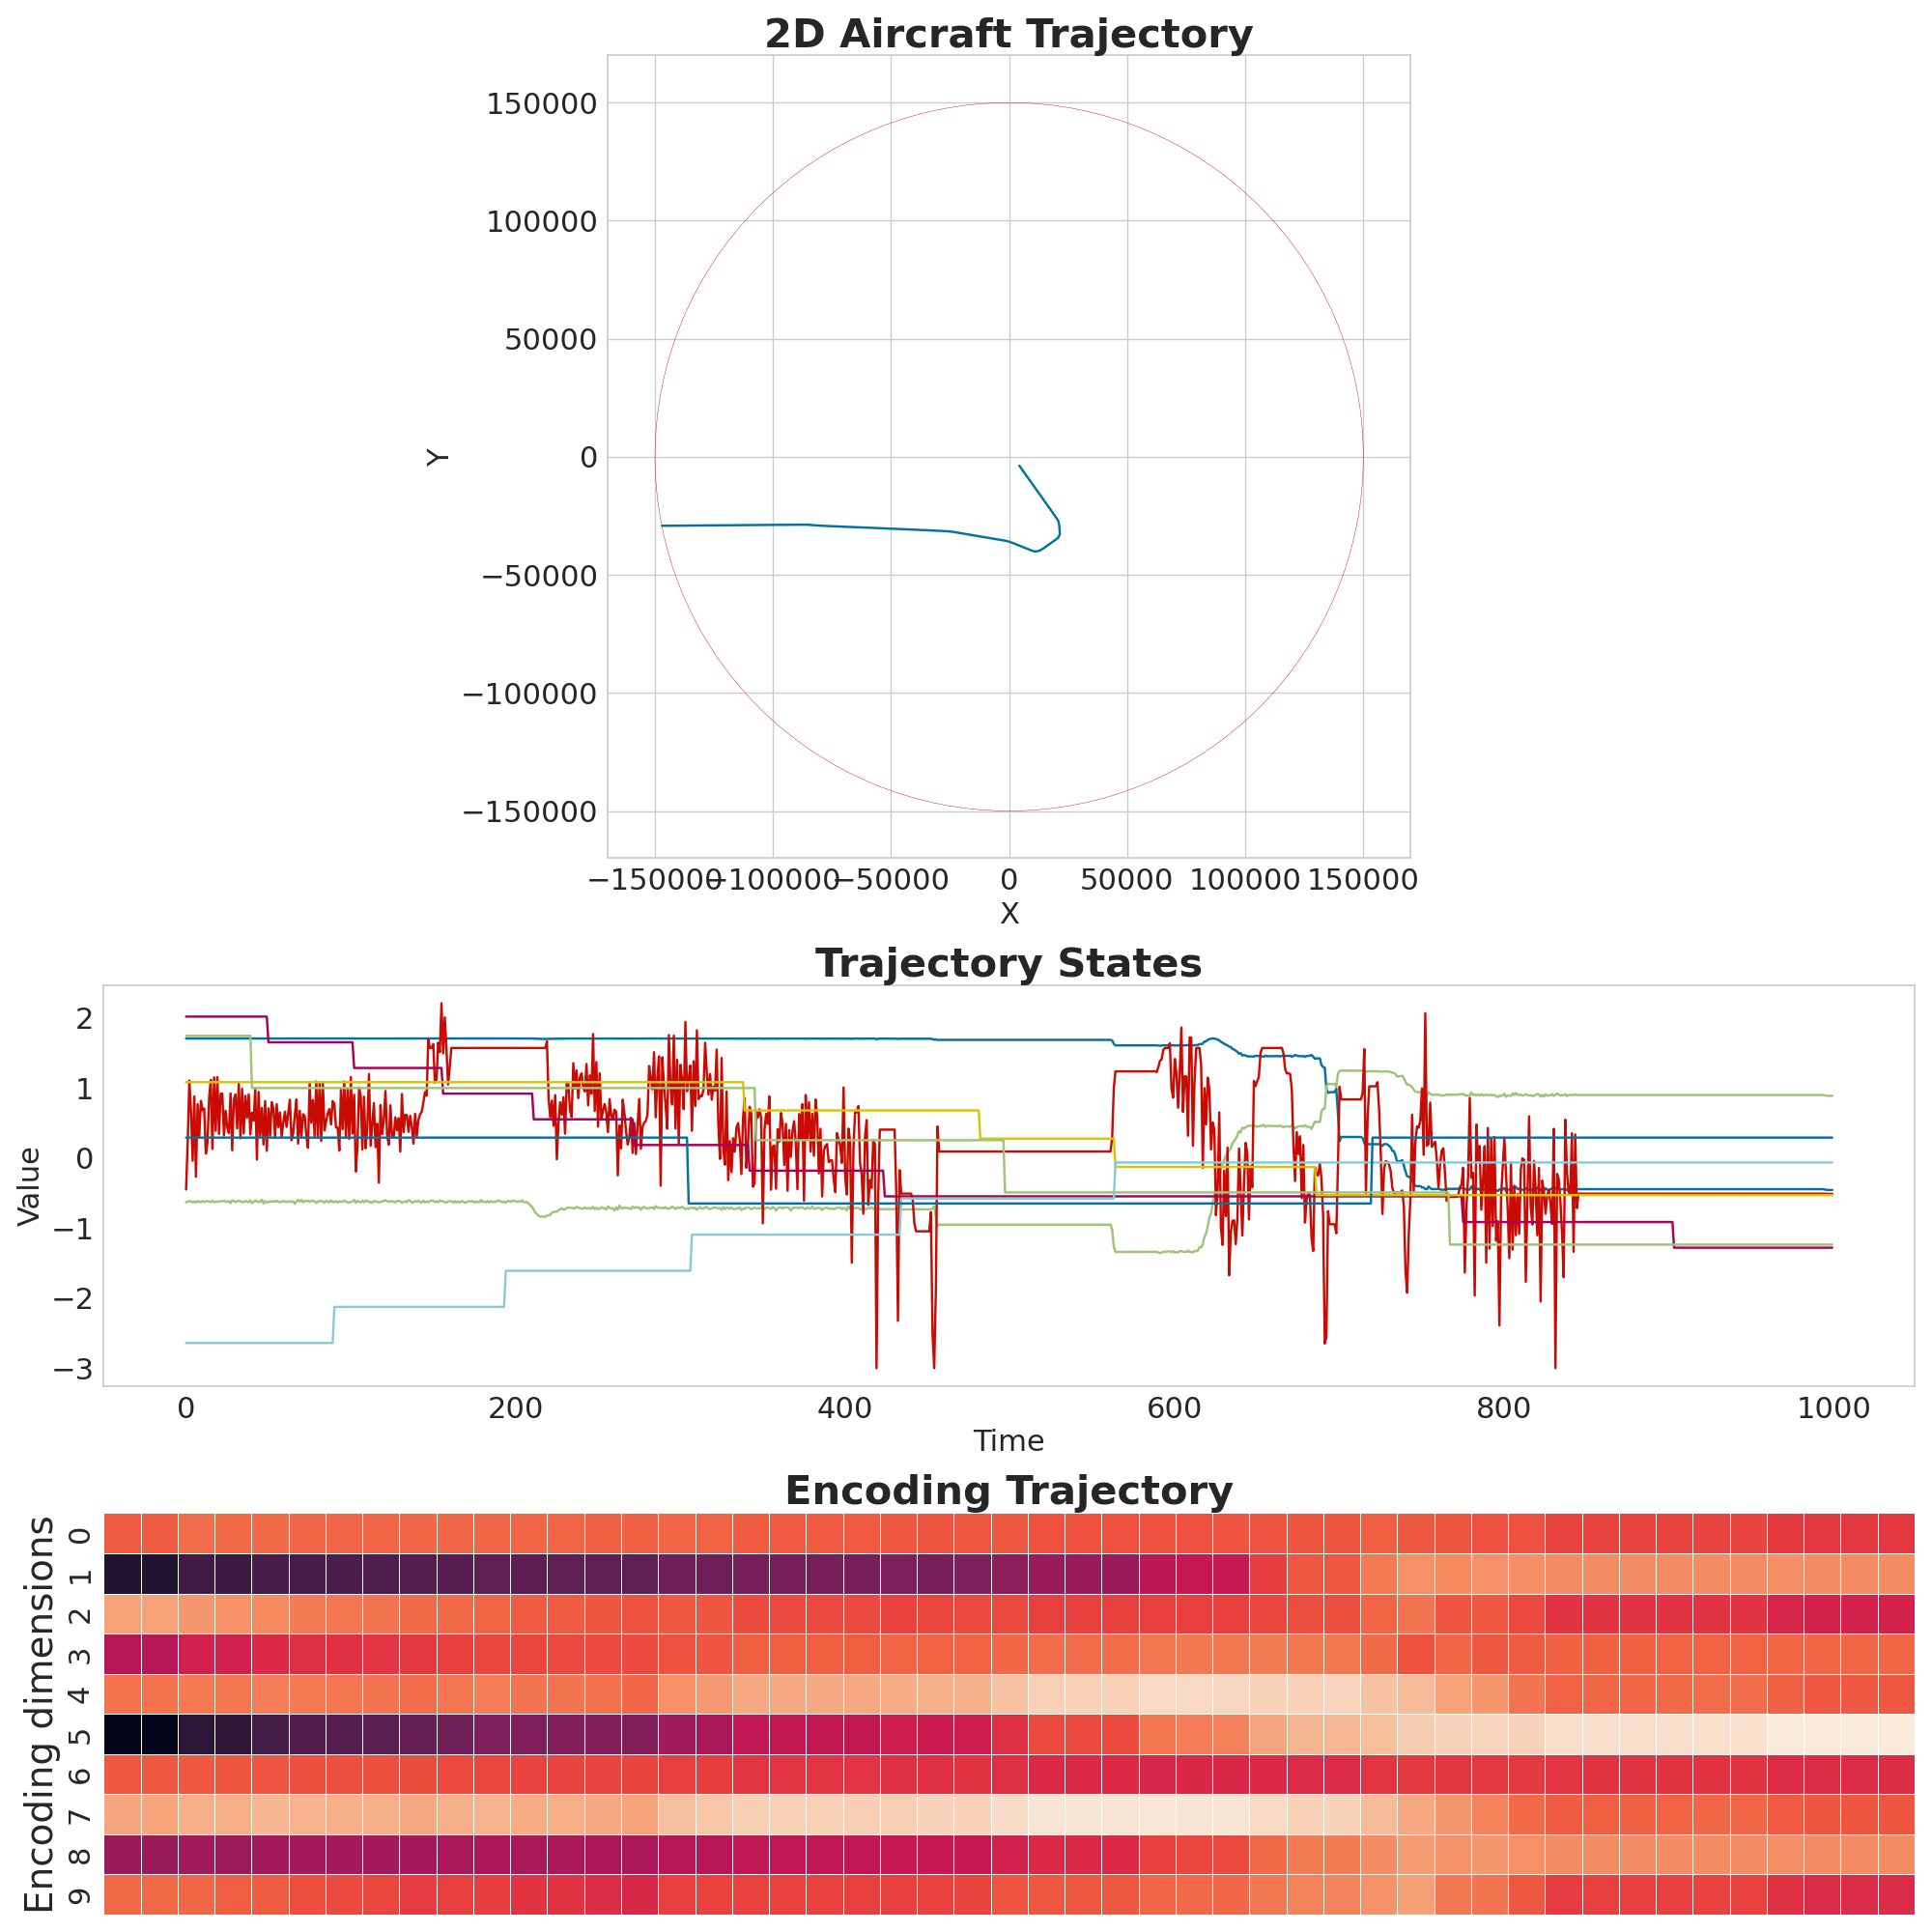 2D Aircraft Trajectory
150000
100000
50000
0
−50000
−100000
−150000
Y
−150000 −100000 −50000 0 50000 100000 150000
X
Trajectory States
2
1
0
−1
−2
−3
Value
0 200 400 600 800 1000
Time
Encoding Trajectory
Encoding dimensions
0
1
2
3
4
5
6
7
8
9